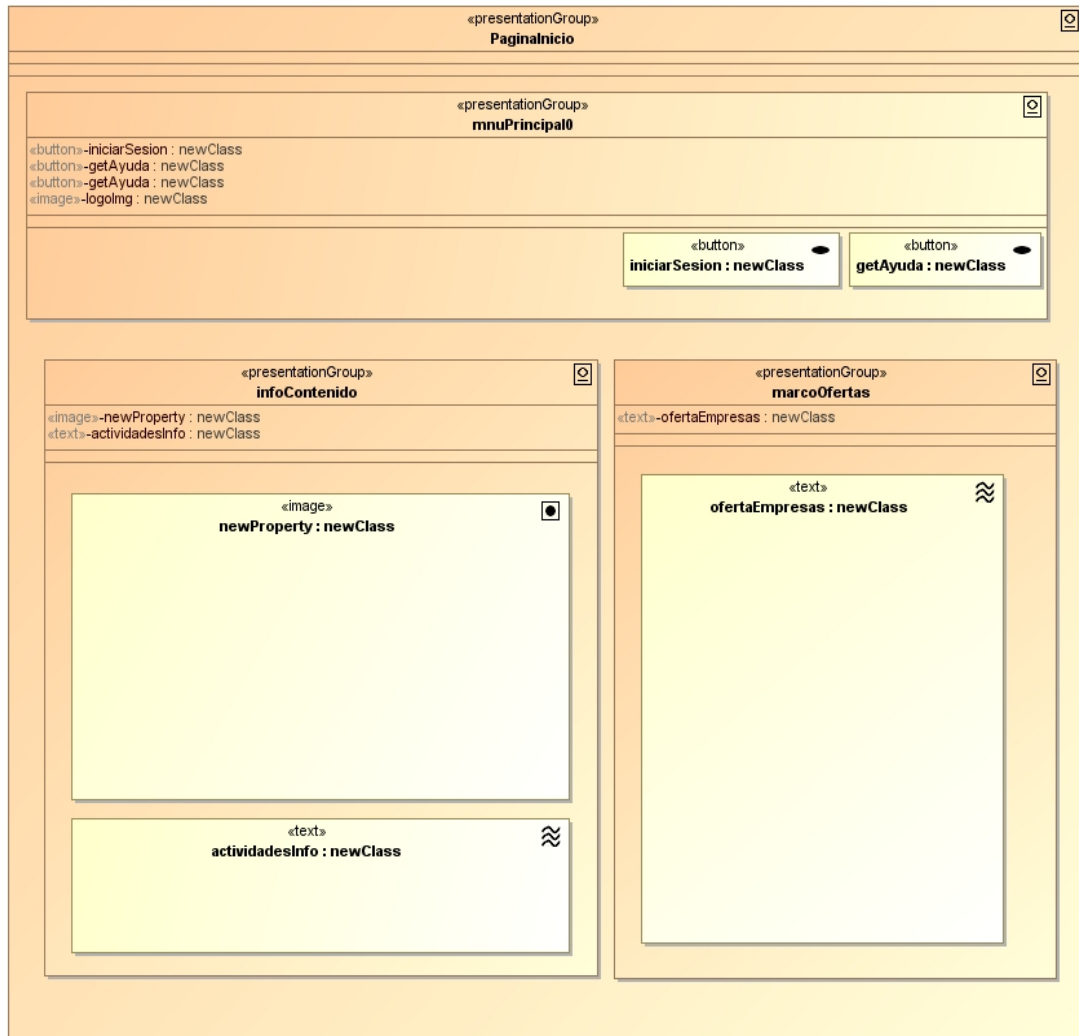 «presentationGroup»
PaginaInicio
«presentationGroup»
mnuPrincipal0
«button»-iniciarSesion : newClass
«button»-getAyuda : newClass
«button»-getAyuda : newClass
«image»-logoImg : newClass
«button»
iniciarSesion : newClass
«button»
getAyuda : newClass
«presentationGroup»
infoContenido
«image»-newProperty : newClass
«text»-actividadesInfo : newClass
«image»
newProperty : newClass
«text»
actividadesInfo : newClass
«presentationGroup»
marcoOfertas
«text»-ofertaEmpresas : newClass
«text»
ofertaEmpresas : newClass